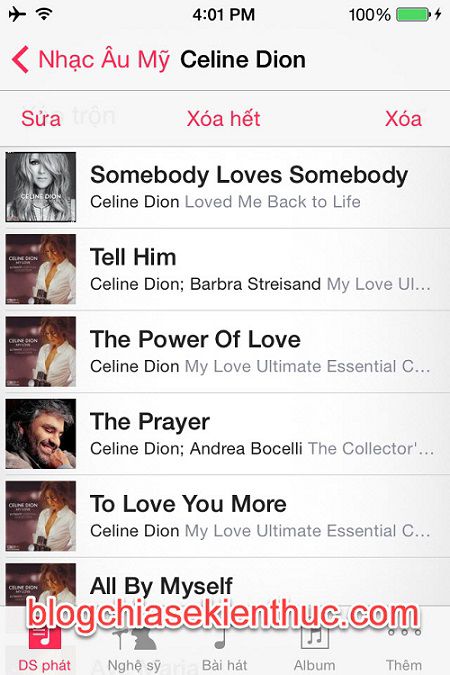 4:01 PM 100%
Nhạc Âu Mỹ Celine Dion
Sửa Xóa hết Xóa
Somebody Loves Somebody
Celine Dion Loved Me Back to Life
Tell Him
Celine Dion; Barbra Streisand My Love Ul…
The Power Of Love
Celine Dion My Love Ultimate Essential C…
The Prayer
Celine Dion; Andrea Bocelli The Collector'…
To Love You More
Celine Dion My Love Ultimate Essential C…
All By Myself
blogchiasekienthuc.com
DS phát Nghệ sỹ Bài hát Album Thêm